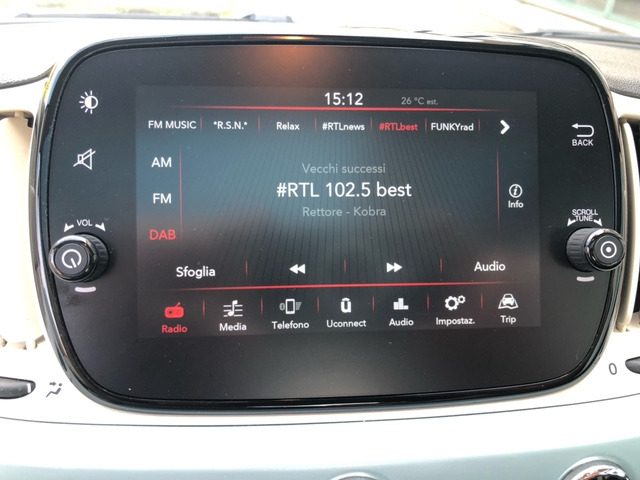 15:12 26 °C est.
FM MUSIC *R.S.N.* Relax #RTLnews #RTLbest FUNKYrad
BACK
AM
Vecchi successi
#RTL 102.5 best
Rettore - Kobra
FM
Info
DAB
VOL
SCROLL
TUNE
Sfoglia Audio
Radio Media Telefono Uconnect Audio Impostaz. Trip
0